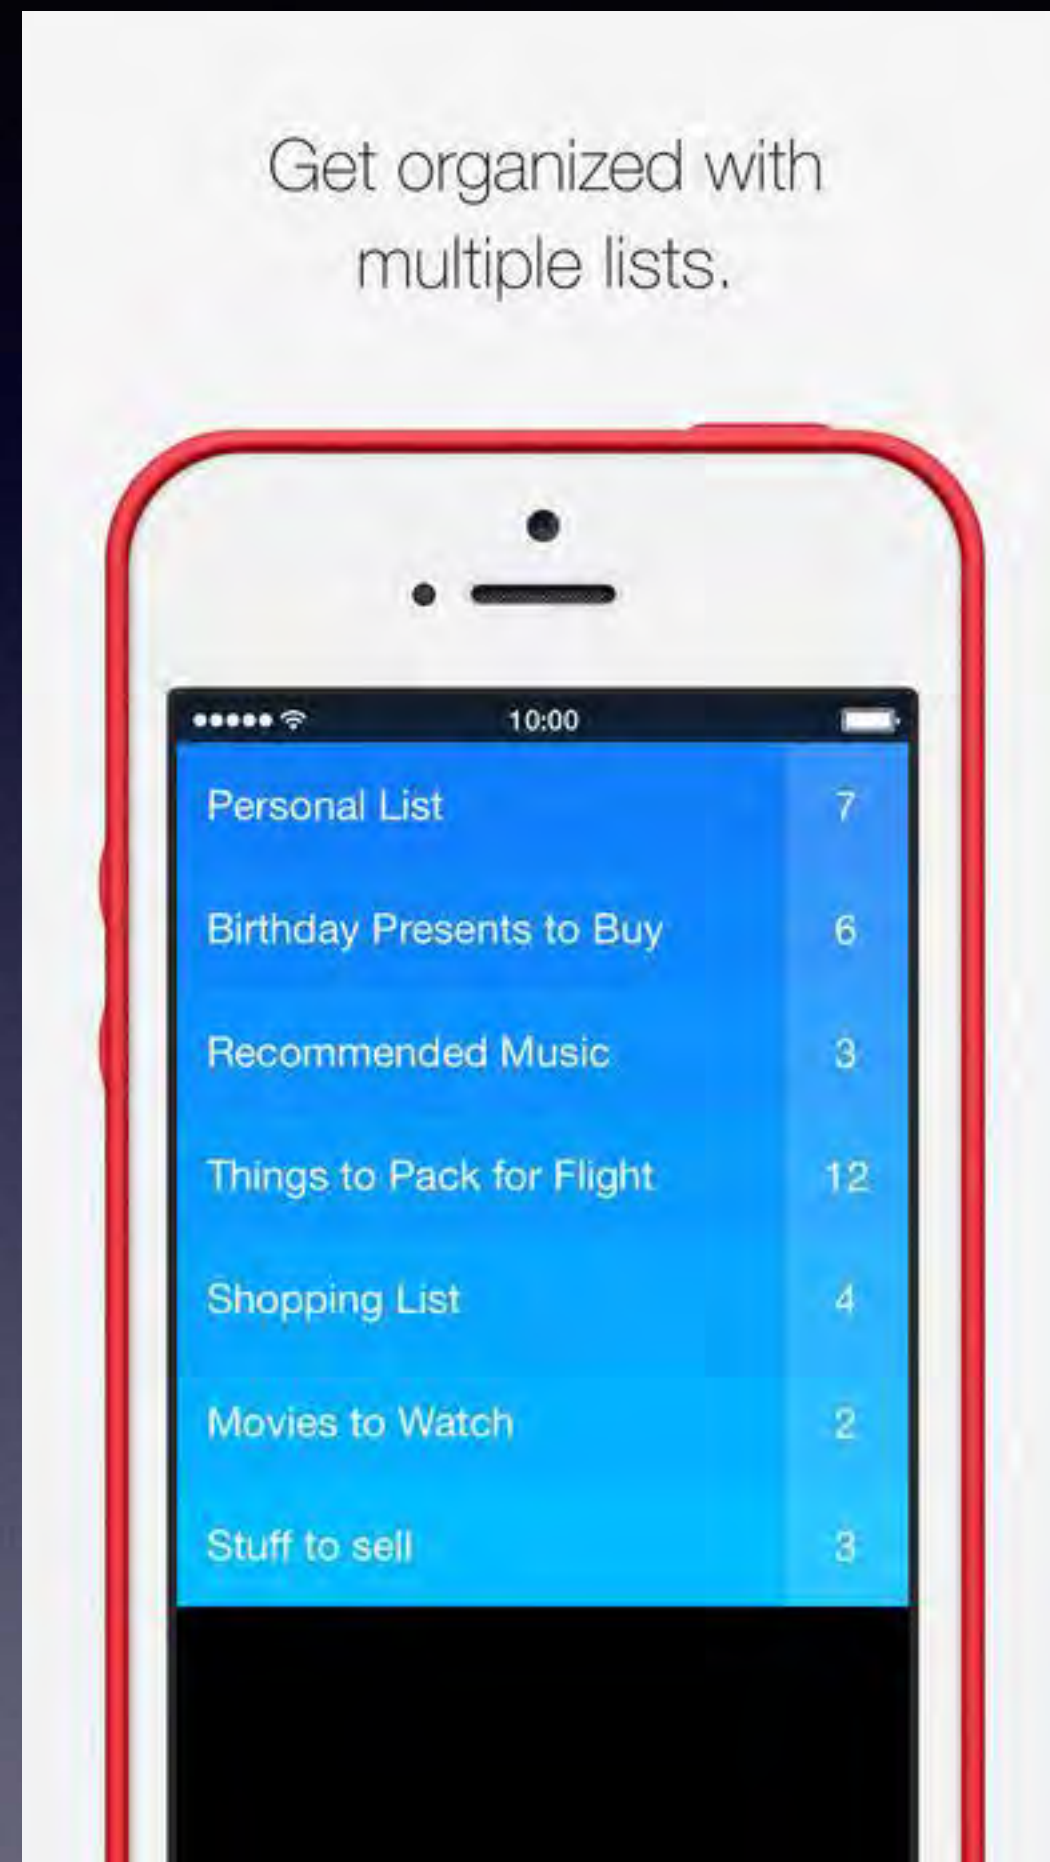 Get organized with
multiple lists.
10:00
Personal List 7
Birthday Presents to Buy 6
Recommended Music 3
Things to Pack for Flight 12
Shopping List 4
Movies to Watch 2
Stuff to sell 3